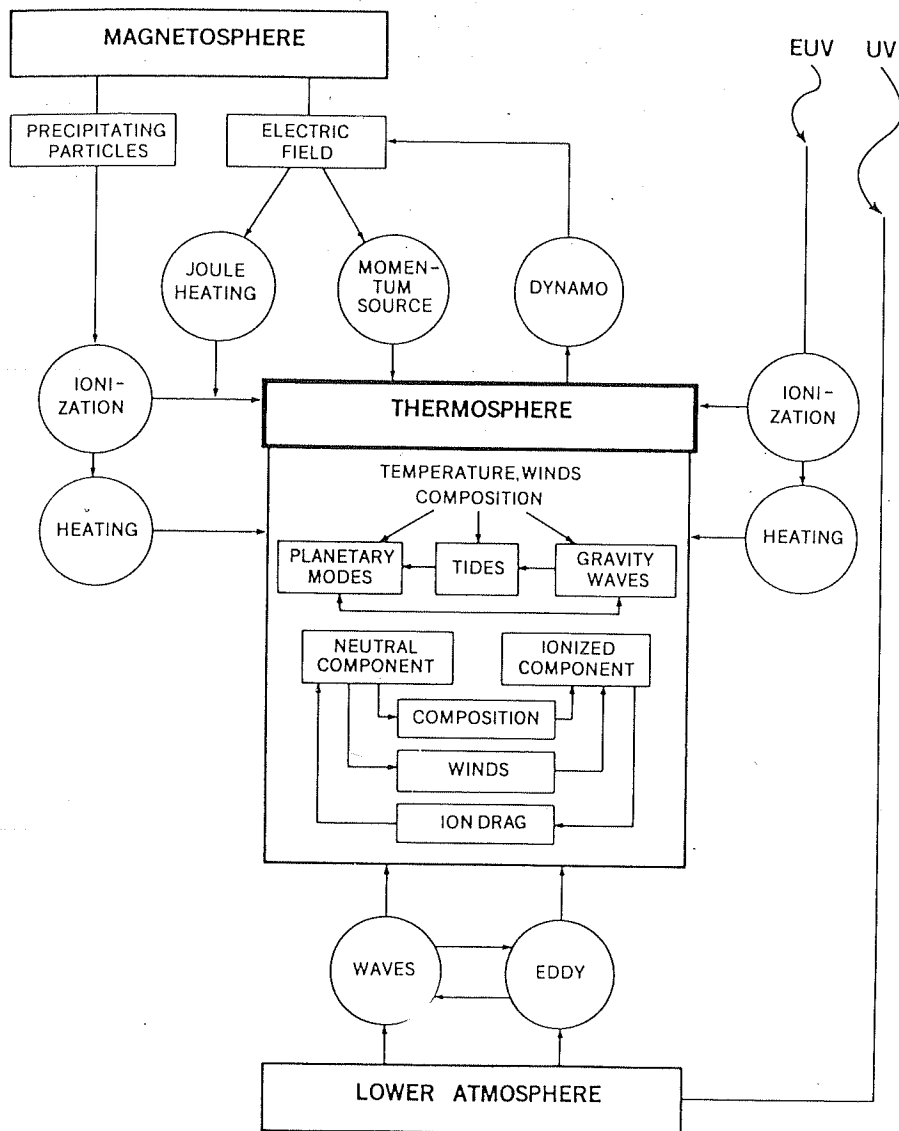 MAGNETOSPHERE
EUV
UV
PRECIPITATING
PARTICLES
ELECTRIC
FIELD
JOULE
HEATING
MOMEN-
TUM
SOURCE
DYNAMO
IONI-
ZATION
THERMOSPHERE
IONI-
ZATION
TEMPERATURE, WINDS
COMPOSITION
HEATING
HEATING
PLANETARY
MODES
TIDES
GRAVITY
WAVES
NEUTRAL
COMPONENT
IONIZED
COMPONENT
COMPOSITION
WINDS
ION DRAG
WAVES
EDDY
LOWER ATMOSPHERE